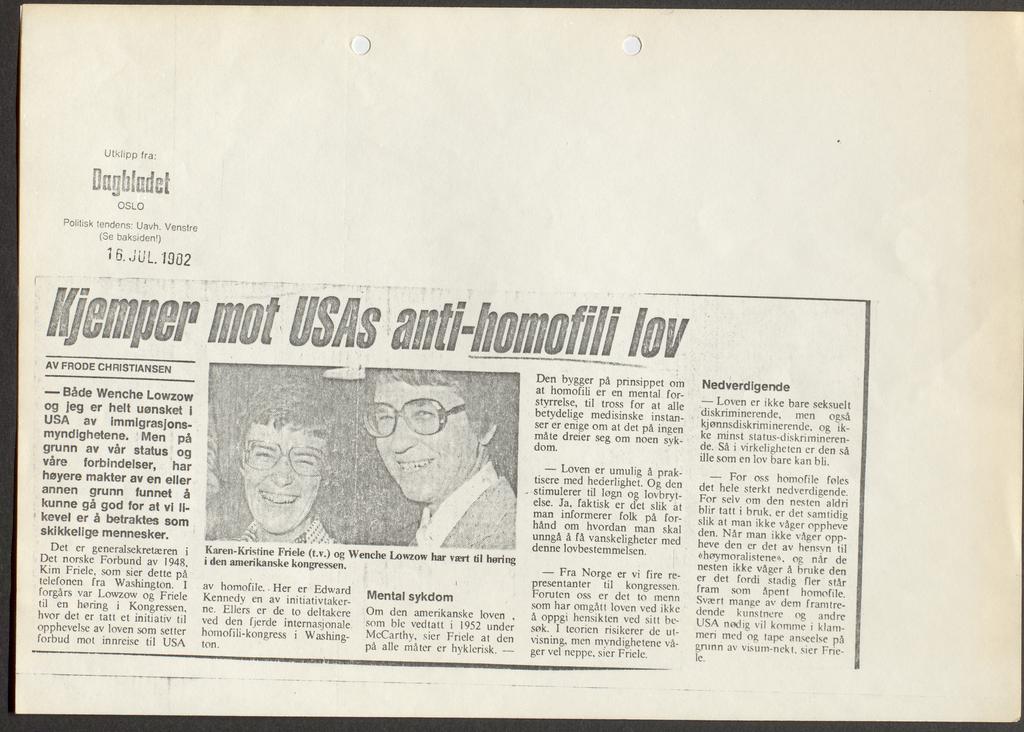 Utklipp fra:
Dagbladet
OSLO
Politisk tendens: Uavh. Venstre
(Se baksiden!)
16. JUL. 1982
Kjemper mot USAs anti-homofili lov
AV FRODE CHRISTIANSEN
— Både Wenche Lowzow
og jeg er helt uønsket i
USA av immigrasjons-
myndighetene. Men på
grunn av vår status og
våre forbindelser, har
høyere makter av en eller
annen grunn funnet å
kunne gå god for at vi li-
kevel er å betraktes som
skikkelige mennesker.
Det er generalsekretæren i
Det norske Forbund av 1948,
Kim Friele, som sier dette på
telefonen fra Washington. I
forgårs var Lowzow og Friele
til en høring i Kongressen,
hvor det er tatt et initiativ til
opphevelse av loven som setter
forbud mot innreise til USA
Karen-Kristine Friele (t.v.) og Wenche Lowzow har vært til høring
i den amerikanske kongressen.
av homofile. Her er Edward
Kennedy en av initiativtaker-
ne. Ellers er de to deltakere
ved den fjerde internasjonale
homofili-kongress i Washing-
ton.
Mental sykdom
Om den amerikanske loven,
som ble vedtatt i 1952 under
McCarthy, sier Friele at den
på alle måter er hyklerisk. —
Den bygger på prinsippet om
at homofili er en mental for-
styrrelse, til tross for at alle
betydelige medisinske instan-
ser er enige om at det på ingen
måte dreier seg om noen syk-
dom.
— Loven er umulig å prak-
tisere med hederlighet. Og den
stimulerer til løgn og lovbryt-
else. Ja, faktisk er det slik at
man informerer folk på for-
hånd om hvordan man skal
unngå å få vanskeligheter med
denne lovbestemmelsen.
— Fra Norge er vi fire re-
presentanter til kongressen.
Foruten oss er det to menn
som har omgått loven ved ikke
å oppgi hensikten ved sitt be-
søk. I teorien risikerer de ut-
visning, men myndighetene vå-
ger vel neppe, sier Friele.
Nedverdigende
— Loven er ikke bare seksuelt
diskriminerende, men også
kjønnsdiskriminerende, og ik-
ke minst status-diskrimineren-
de. Så i virkeligheten er den så
ille som en lov bare kan bli.
— For oss homofile føles
det hele sterkt nedverdigende.
For selv om den nesten aldri
blir tatt i bruk, er det samtidig
slik at man ikke våger oppheve
den. Når man ikke våger opp-
heve den er det av hensyn til
«høymoralistene», og når de
nesten ikke våger å bruke den
er det fordi stadig fler står
fram som åpent homofile.
Svært mange av dem framtre-
dende kunstnere og andre
USA nødig vil komme i klam-
meri med og tape anseelse på
grunn av visum-nekt, sier Frie-
le.